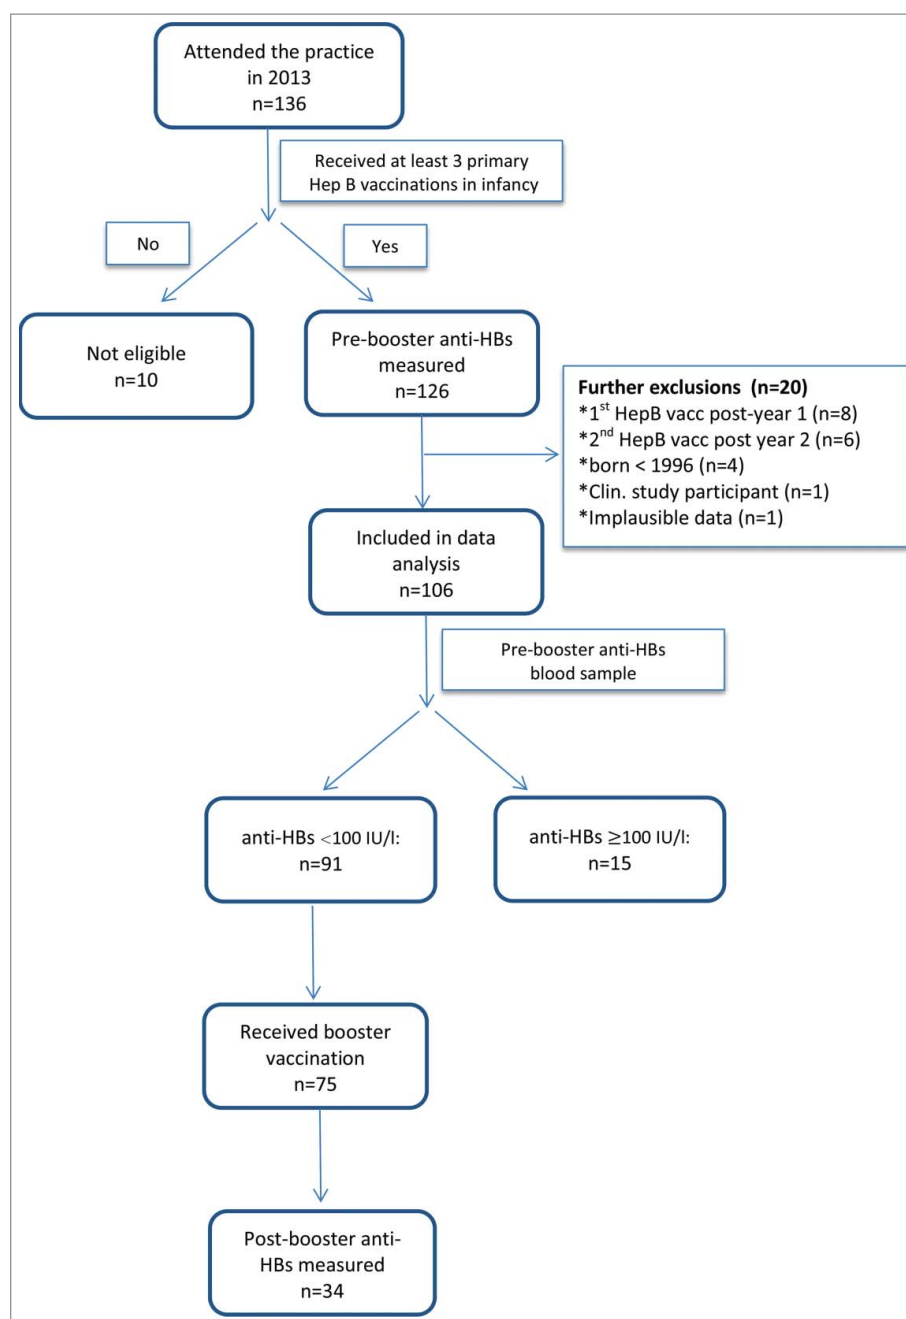 Attended the practice
in 2013
n=136
Received at least 3 primary
Hep B vaccinations in infancy
No
Yes
Not eligible
n=10
Pre-booster anti-HBs
measured
n=126
Further exclusions (n=20)
*1st HepB vacc post-year 1 (n=8)
*2nd HepB vacc post year 2 (n=6)
*born < 1996 (n=4)
*Clin. study participant (n=1)
*Implausible data (n=1)
Included in data
analysis
n=106
Pre-booster anti-HBs
blood sample
anti-HBs <100 IU/l:
n=91
anti-HBs ≥100 IU/l:
n=15
Received booster
vaccination
n=75
Post-booster anti-
HBs measured
n=34